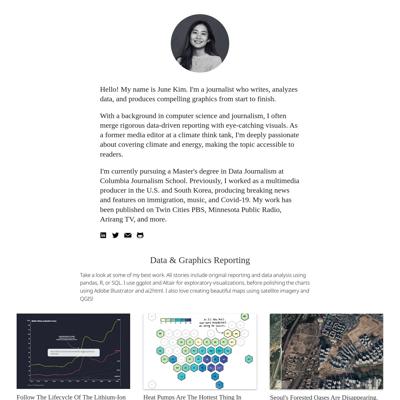 Hello! My name is June Kim. I'm a journalist who writes, analyzes
data, and produces compelling graphics from start to finish.
With a background in computer science and journalism, I often
merge rigorous data-driven reporting with eye-catching visuals. As
a former media editor at a climate think tank, I'm deeply passionate
about covering climate and energy, making the topic accessible to
readers.
I'm currently pursuing a Master's degree in Data Journalism at
Columbia Journalism School. Previously, I worked as a multimedia
producer in the U.S. and South Korea, producing breaking news
and features on immigration, music, and Covid-19. My work has
been published on Twin Cities PBS, Minnesota Public Radio,
Arirang TV, and more.
Data & Graphics Reporting
Take a look at some of my best work. All stories include original reporting and data analysis using
pandas, R, or SQL. I use ggplot and Altair for exploratory visualizations, before polishing the charts
using Adobe Illustrator and ai2html. I also love creating beautiful maps using satellite imagery and
QGIS!
Follow The Lifecycle Of The Lithium-Ion
Heat Pumps Are The Hottest Thing In
Seoul's Forested Oases Are Disappearing.